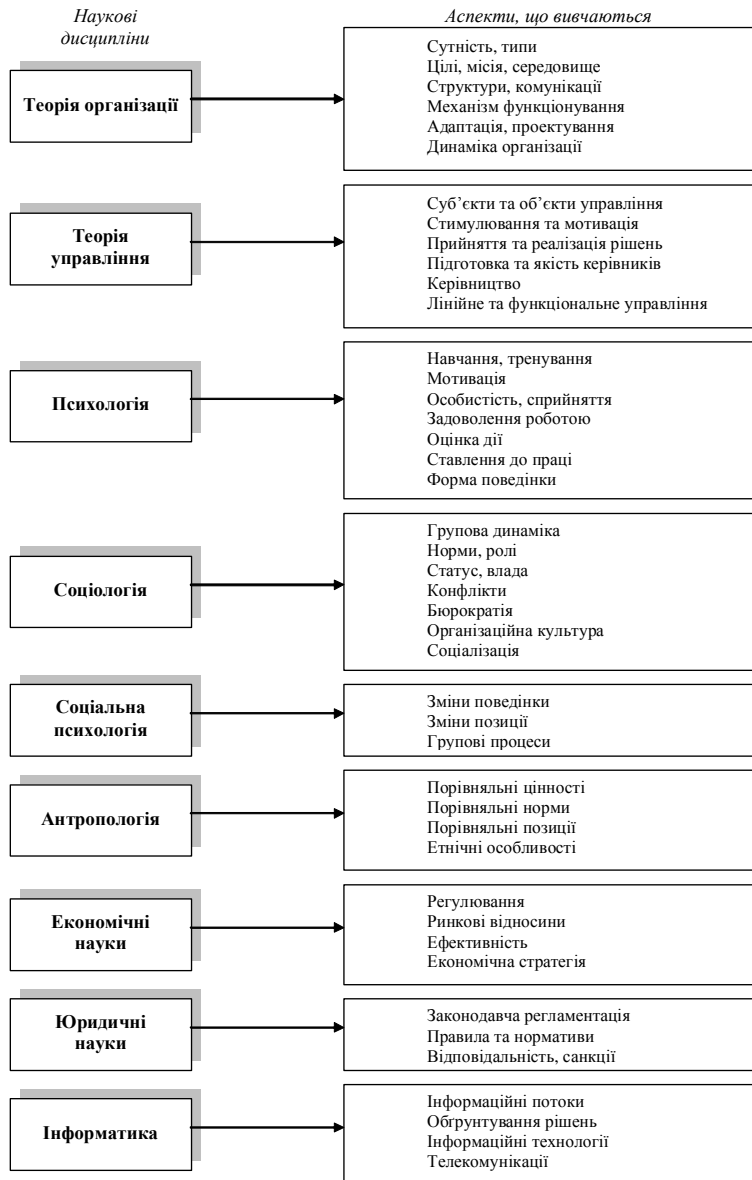 Наукові
дисципліни
Аспекти, що вивчаються
Теорія організації
Сутність, типи
Цілі, місія, середовище
Структури, комунікації
Механізм функціонування
Адаптація, проектування
Динаміка організації
Теорія
управління
Суб’єкти та об’єкти управління
Стимулювання та мотивація
Прийняття та реалізація рішень
Підготовка та якість керівників
Керівництво
Лінійне та функціональне управління
Психологія
Навчання, тренування
Мотивація
Особистість, сприйняття
Задоволення роботою
Оцінка дії
Ставлення до праці
Форма поведінки
Соціологія
Групова динаміка
Норми, ролі
Статус, влада
Конфлікти
Бюрократія
Організаційна культура
Соціалізація
Соціальна
психологія
Зміни поведінки
Зміни позиції
Групові процеси
Антропологія
Порівняльні цінності
Порівняльні норми
Порівняльні позиції
Етнічні особливості
Економічні
науки
Регулювання
Ринкові відносини
Ефективність
Економічна стратегія
Юридичні
науки
Законодавча регламентація
Правила та нормативи
Відповідальність, санкції
Інформатика
Інформаційні потоки
Обґрунтування рішень
Інформаційні технології
Телекомунікації